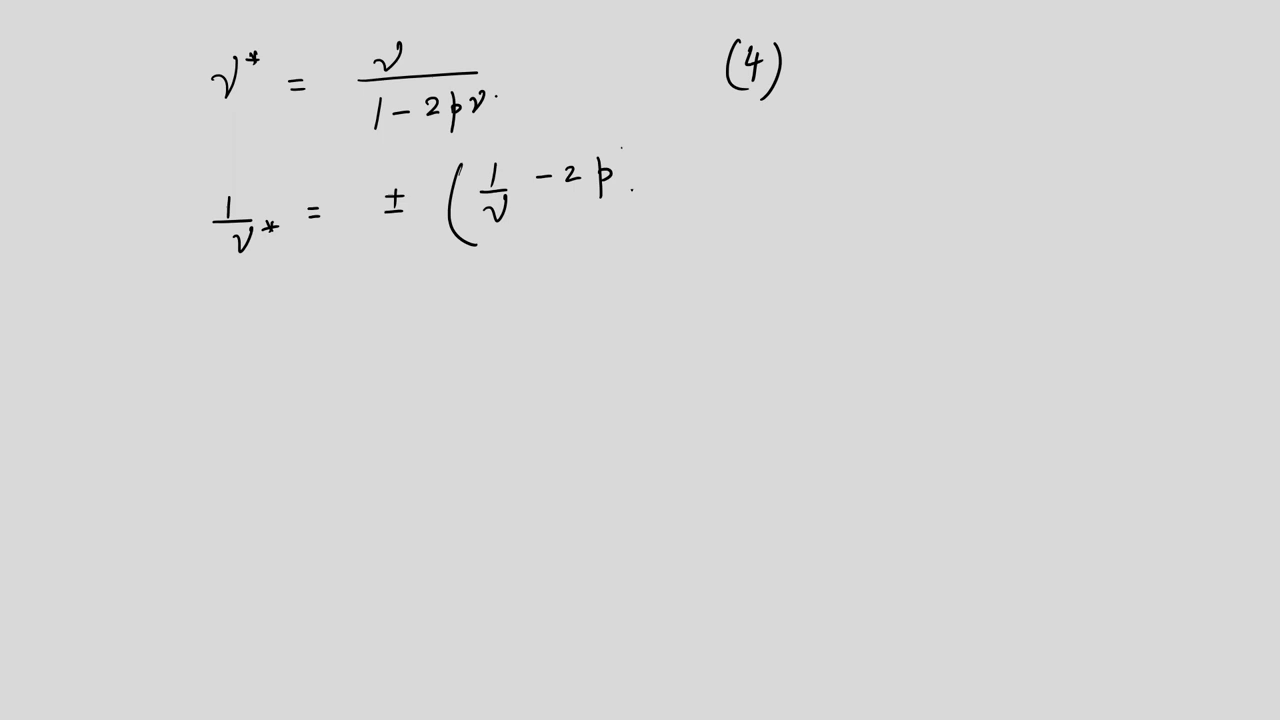 ν* = ν / (1 - 2pν.) (4)
1/ν* = ± (1/ν - 2p.